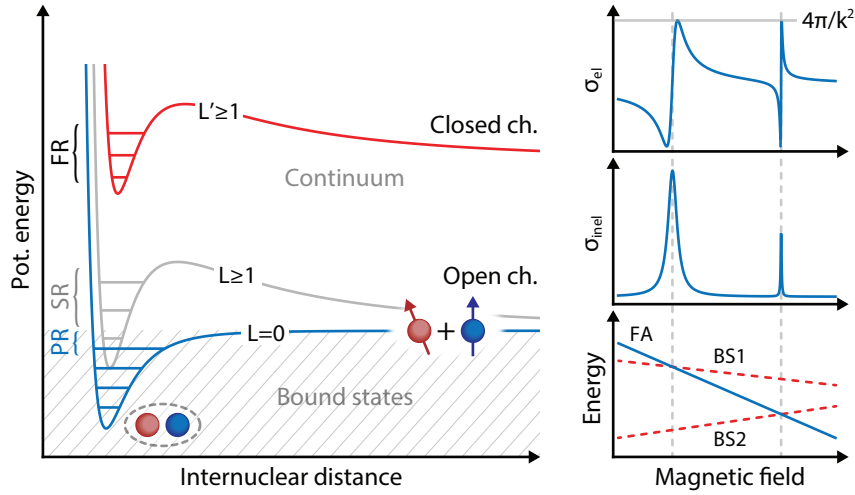 Pot. energy
FR
SR
PR
L'≥1
Closed ch.
Continuum
L≥1
Open ch.
L=0
+
Bound states
Internuclear distance
4π/k²
σel
σinel
Energy
FA
BS1
BS2
Magnetic field